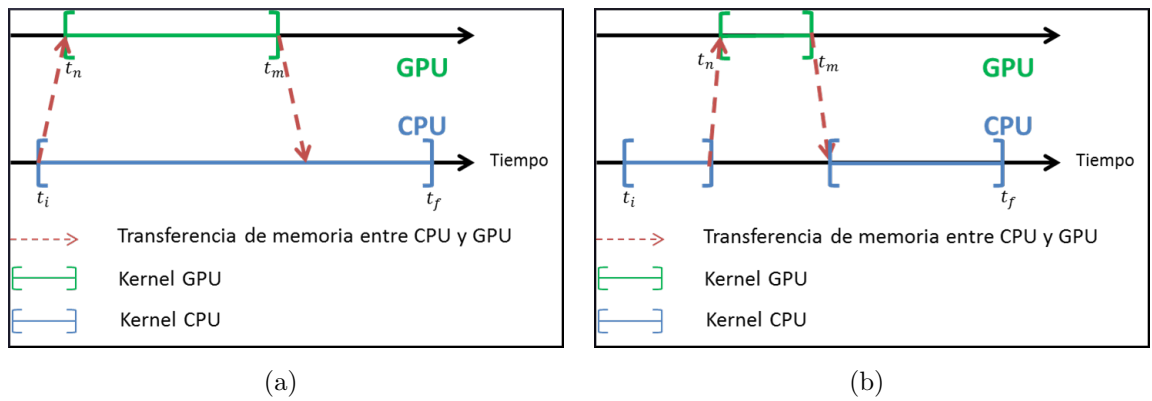 t_n
t_m
GPU
CPU
Tiempo
t_i
t_f
Transferencia de memoria entre CPU y GPU
Kernel GPU
Kernel CPU
(a)
t_n
t_m
GPU
CPU
Tiempo
t_i
t_f
Transferencia de memoria entre CPU y GPU
Kernel GPU
Kernel CPU
(b)